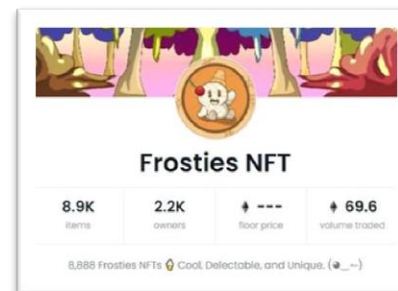 Frosties NFT
8.9K 2.2K --- 69.6
items owners floor price volume traded
8,888 Frosties NFTs 🍦 Cool, Delectable, and Unique.